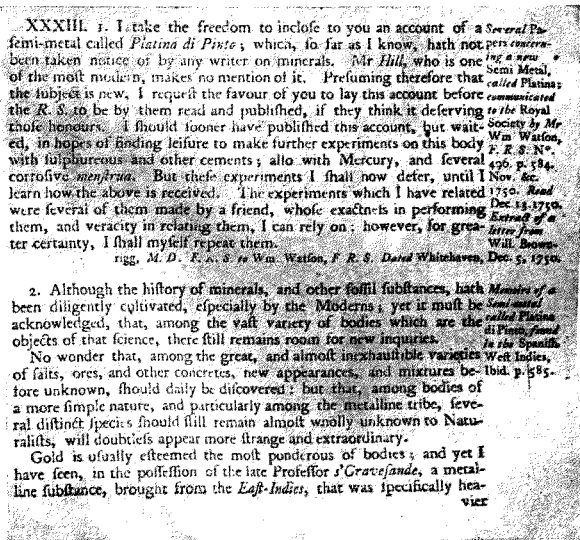 XXXIII. 1. I take the freedom to inclose to you an account of a
ſemi-metal called Platina di Pinto; which, ſo far as I know, hath not
been taken notice of by any writer on minerals. Mr Hill, who is one
of the moſt modern, makes no mention of it. Preſuming therefore that
the ſubject is new, I requeſt the favour of you to lay this account before
the R. S. to be by them read and publiſhed, if they think it deſerving
thoſe honours. I ſhould ſooner have publiſhed this account, but wait-
ed, in hopes of finding leiſure to make further experiments on this body
with ſulphureous and other cements; alſo with Mercury, and ſeveral
corroſive menſtrua. But theſe experiments I ſhall now defer, until I
learn how the above is received. The experiments which I have related
were ſeveral of them made by a friend, whoſe exactneſs in performing
them, and veracity in relating them, I can rely on; however, for grea-
ter certainty, I ſhall myſelf repeat them.
Several Pa-
pers concern-
ing a new
Semi Metal,
called Platina;
communicated
to the Royal
Society by Mr
Wm Watſon,
F. R. S. No.
496. p. 584.
Nov. &c.
1750. Read
Dec. 13. 1750.
Extract of a
letter from
Will. Brown-
rigg, M. D. F. R. S. to Wm. Watſon, F R. S. Dated Whitehaven, Dec. 5, 1750.
2. Although the hiſtory of minerals, and other foſſil ſubſtances, hath
been diligently cultivated, eſpecially by the Moderns; yet it muſt be
acknowledged, that, among the vaſt variety of bodies which are the
objects of that ſcience, there ſtill remains room for new inquiries.
No wonder that, among the great, and almoſt inexhauſtible varieties
of ſalts, ores, and other concretes, new appearances, and mixtures be-
fore unknown, ſhould daily be diſcovered: but that, among bodies of
a more ſimple nature, and particularly among the metalline tribe, ſeve-
ral diſtinct ſpecies ſhould ſtill remain almoſt wholly unknown to Natu-
raliſts, will doubtleſs appear more ſtrange and extraordinary.
Memoirs of a
Semi-metal
called Platina
di Pinto, found
in the Spaniſh
Weſt Indies,
Ibid. p. 585.
Gold is uſually eſteemed the moſt ponderous of bodies; and yet I
have ſeen, in the poſſeſſion of the late Profeſſor s'Graveſande, a metal-
line ſubſtance, brought from the Eaſt-Indies, that was ſpecifically hea-
vier